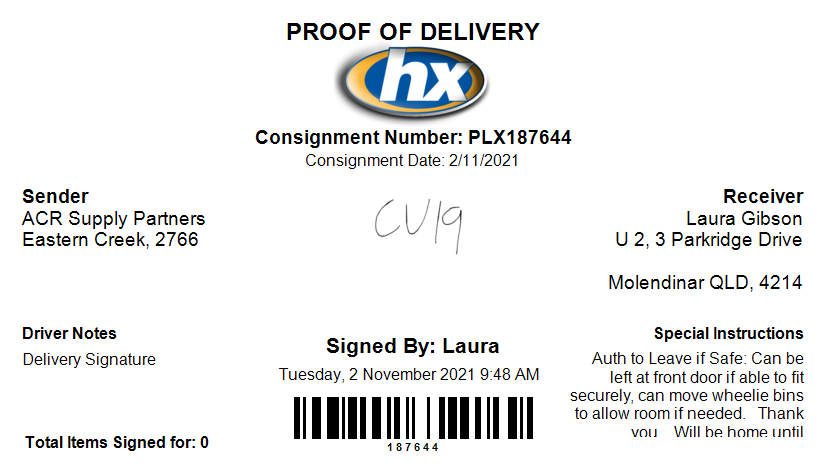 PROOF OF DELIVERY
hx
Consignment Number: PLX187644
Consignment Date: 2/11/2021
Sender
ACR Supply Partners
Eastern Creek, 2766
CV19
Receiver
Laura Gibson
U 2, 3 Parkridge Drive
Molendinar QLD, 4214
Driver Notes
Delivery Signature
Signed By: Laura
Tuesday, 2 November 2021 9:48 AM
187644
Special Instructions
Auth to Leave if Safe: Can be
left at front door if able to fit
securely, can move wheelie bins
to allow room if needed. Thank
you Will be home until
Total Items Signed for: 0